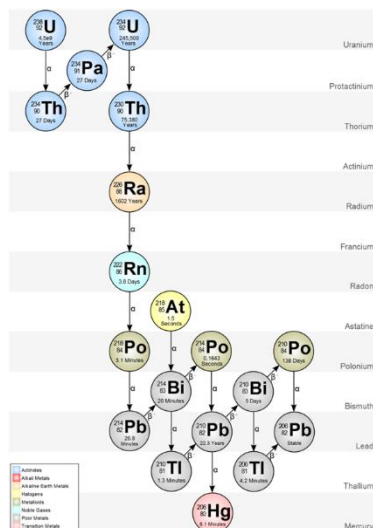 238
92 U
4.5e9
Years
234
92 U
245,500
Years
Uranium
234
91 Pa
27 Days
β⁻
β⁻
α
α
Protactinium
234
90 Th
27 Days
230
90 Th
75,380
Years
Thorium
α
Actinium
226
88 Ra
1602 Years
Radium
α
Francium
222
86 Rn
3.8 Days
Radon
α
218
85 At
1.5
Seconds
Astatine
218
84 Po
3.1 Minutes
214
84 Po
0.1643
Seconds
210
84 Po
138 Days
Polonium
α
β⁻
α
β⁻
α
α
214
83 Bi
20 Minutes
210
83 Bi
5 Days
Bismuth
214
82 Pb
26.8
Minutes
210
82 Pb
22.3 Years
206
82 Pb
Stable
Lead
β⁻
α
β⁻
β⁻
α
β⁻
210
81 Tl
1.3 Minutes
206
81 Tl
4.2 Minutes
Thallium
α
206
80 Hg
8.1 Minutes
Mercury
Actinides
Alkali Metals
Alkaline Earth Metals
Halogens
Metalloids
Noble Gases
Poor Metals
Transition Metals